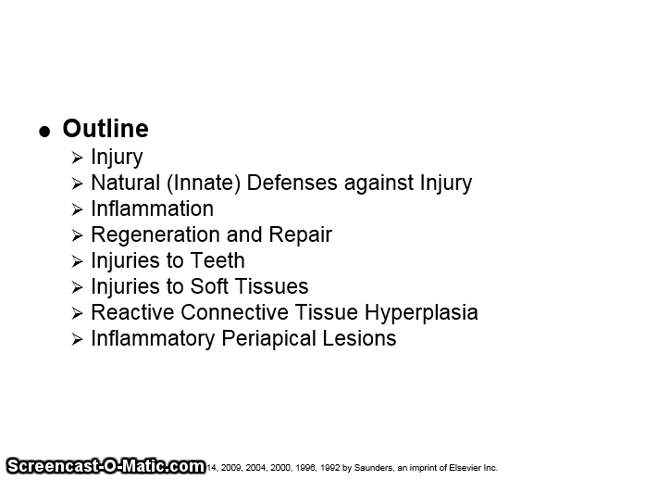 Outline
Injury
Natural (Innate) Defenses against Injury
Inflammation
Regeneration and Repair
Injuries to Teeth
Injuries to Soft Tissues
Reactive Connective Tissue Hyperplasia
Inflammatory Periapical Lesions
Screencast-O-Matic.com 14, 2009, 2004, 2000, 1996, 1992 by Saunders, an imprint of Elsevier Inc.